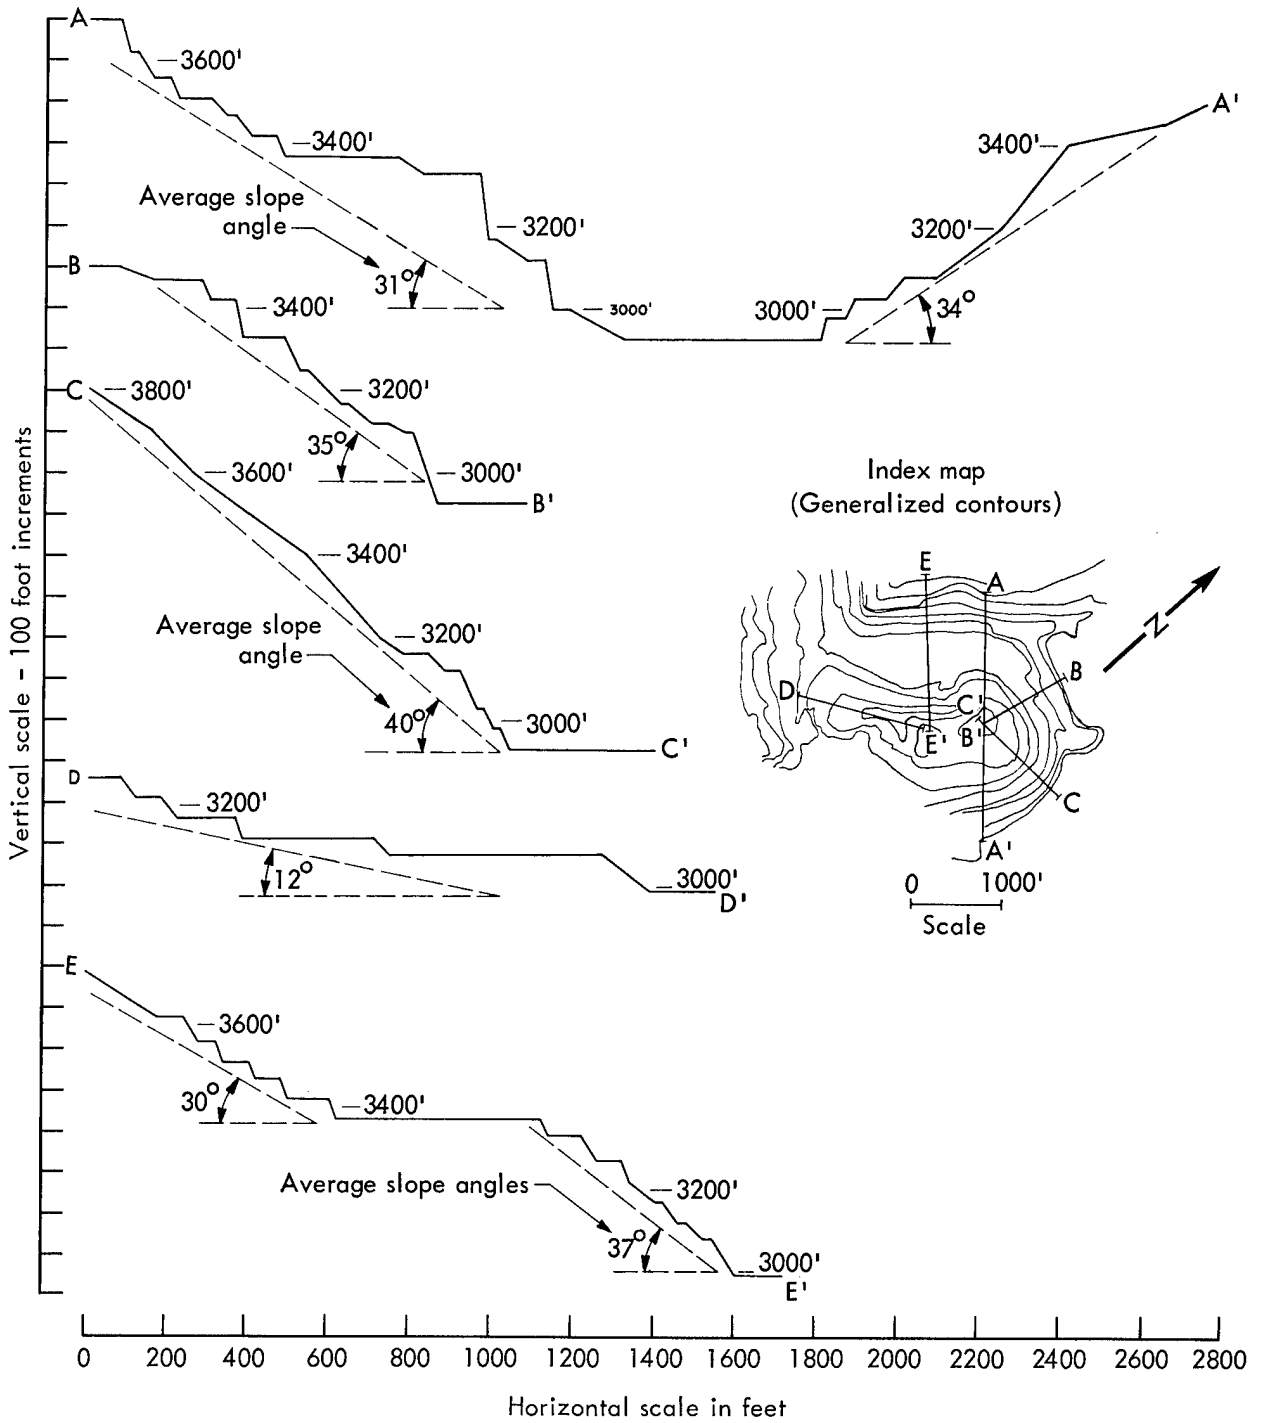 A
3600'
3400'
Average slope
angle
31°
3200'
3000'
A'
3400'
3200'
3000'
34°
B
3400'
3200'
35°
3000'
B'
C
3800'
3600'
3400'
Average slope
angle
3200'
40°
3000'
C'
D
3200'
12°
3000'
D'
E
3600'
30°
3400'
Average slope angles
3200'
37°
3000'
E'
Index map
(Generalized contours)
E
A
N
B
D
C'
E'
B'
C
A'
0 1000'
Scale
Vertical scale - 100 foot increments
0 200 400 600 800 1000 1200 1400 1600 1800 2000 2200 2400 2600 2800
Horizontal scale in feet